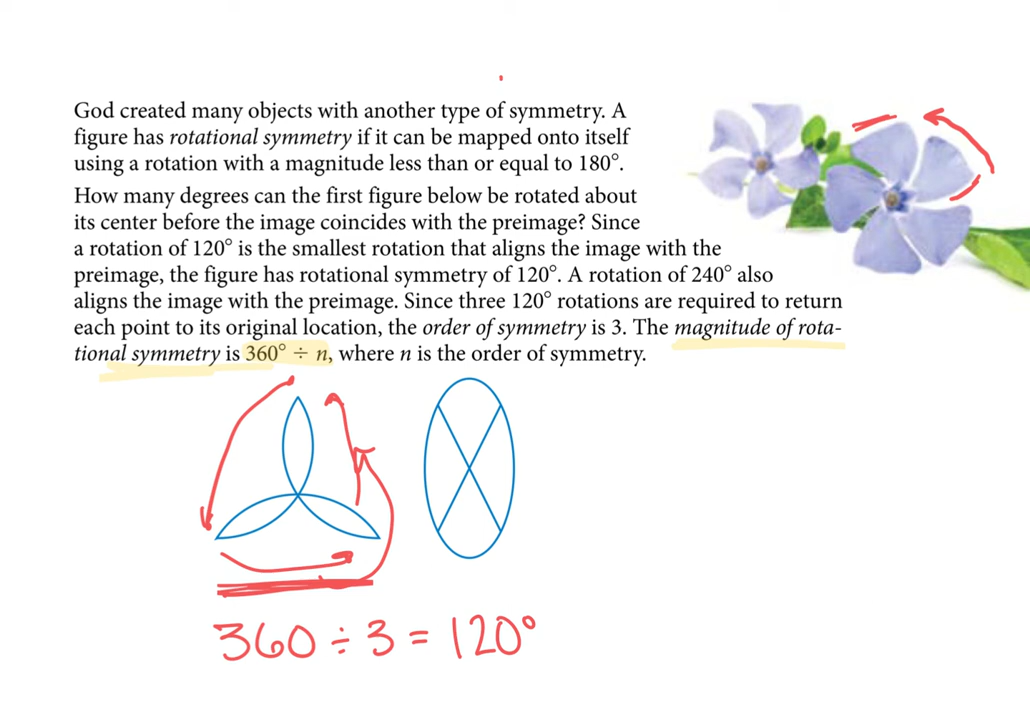 God created many objects with another type of symmetry. A
figure has rotational symmetry if it can be mapped onto itself
using a rotation with a magnitude less than or equal to 180°.
How many degrees can the first figure below be rotated about
its center before the image coincides with the preimage? Since
a rotation of 120° is the smallest rotation that aligns the image with the
preimage, the figure has rotational symmetry of 120°. A rotation of 240° also
aligns the image with the preimage. Since three 120° rotations are required to return
each point to its original location, the order of symmetry is 3. The magnitude of rota-
tional symmetry is 360° ÷ n, where n is the order of symmetry.
360 ÷ 3 = 120°